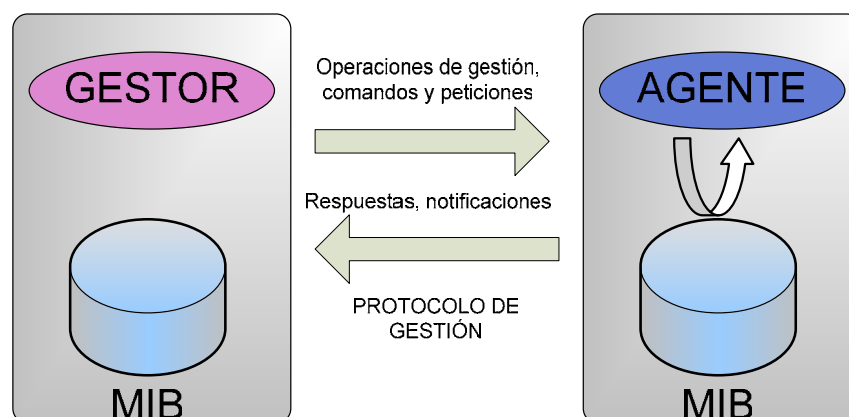 GESTOR
Operaciones de gestión,
comandos y peticiones
AGENTE
Respuestas, notificaciones
PROTOCOLO DE
GESTIÓN
MIB
MIB